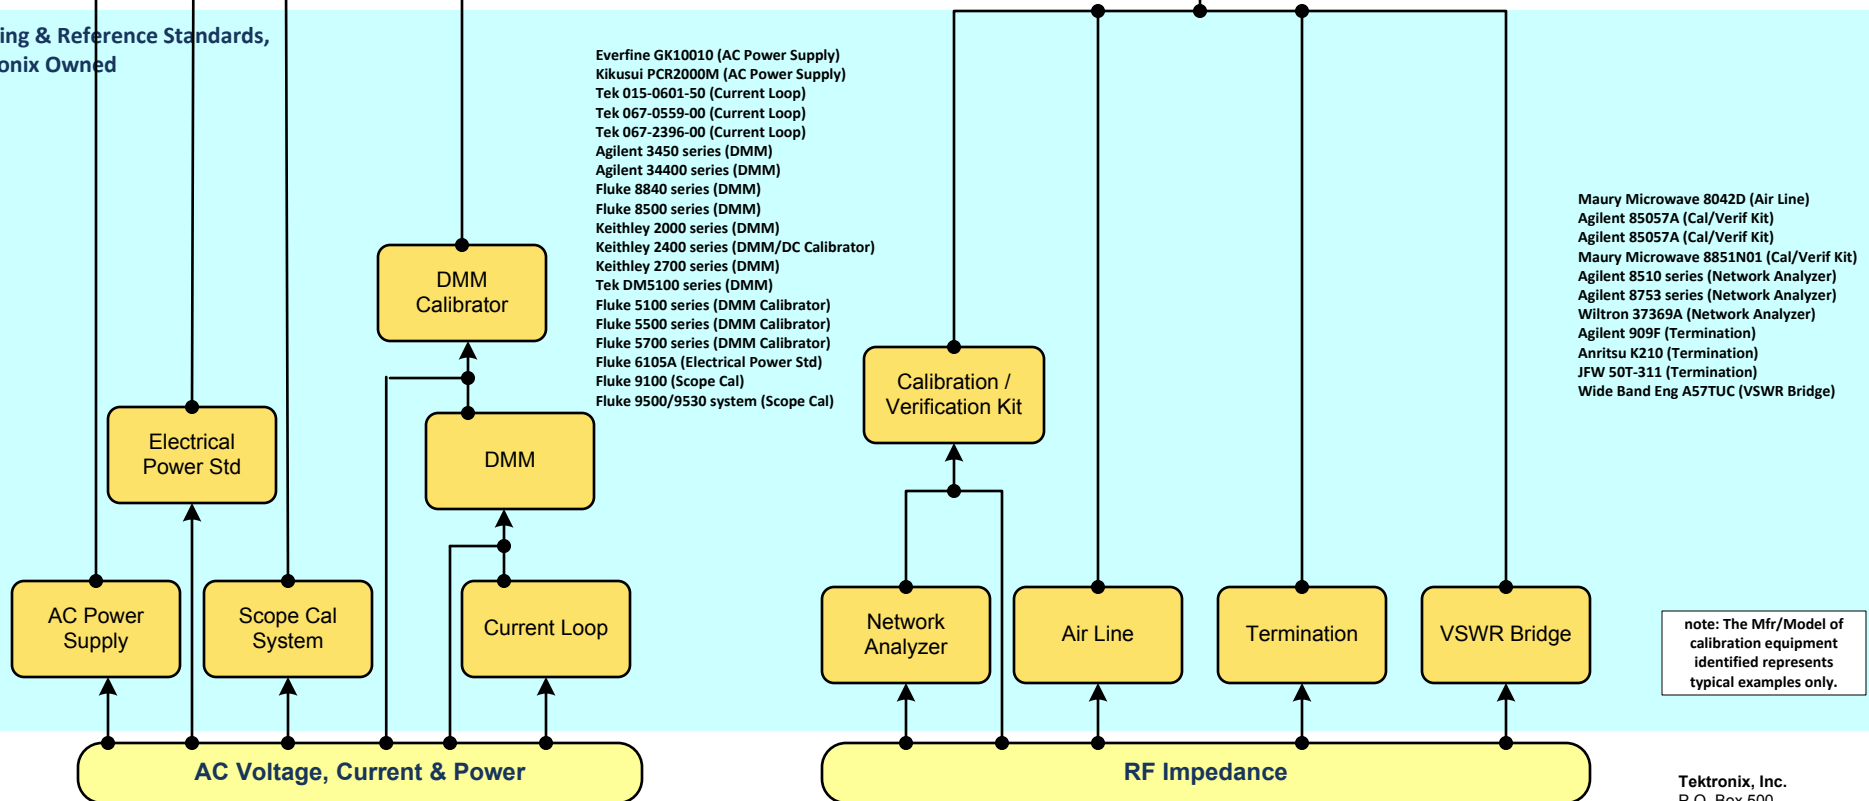 ing & Reference Standards,
onix Owned
Everfine GK10010 (AC Power Supply)
Kikusui PCR2000M (AC Power Supply)
Tek 015-0601-50 (Current Loop)
Tek 067-0559-00 (Current Loop)
Tek 067-2396-00 (Current Loop)
Agilent 3450 series (DMM)
Agilent 34400 series (DMM)
Fluke 8840 series (DMM)
Fluke 8500 series (DMM)
Keithley 2000 series (DMM)
Keithley 2400 series (DMM/DC Calibrator)
Keithley 2700 series (DMM)
Tek DM5100 series (DMM)
Fluke 5100 series (DMM Calibrator)
Fluke 5500 series (DMM Calibrator)
Fluke 5700 series (DMM Calibrator)
Fluke 6105A (Electrical Power Std)
Fluke 9100 (Scope Cal)
Fluke 9500/9530 system (Scope Cal)
Maury Microwave 8042D (Air Line)
Agilent 85057A (Cal/Verif Kit)
Agilent 85057A (Cal/Verif Kit)
Maury Microwave 8851N01 (Cal/Verif Kit)
Agilent 8510 series (Network Analyzer)
Agilent 8753 series (Network Analyzer)
Wiltron 37369A (Network Analyzer)
Agilent 909F (Termination)
Anritsu K210 (Termination)
JFW 50T-311 (Termination)
Wide Band Eng A57TUC (VSWR Bridge)
DMM
Calibrator
Calibration /
Verification Kit
Electrical
Power Std
DMM
AC Power
Supply
Scope Cal
System
Current Loop
Network
Analyzer
Air Line
Termination
VSWR Bridge
note: The Mfr/Model of
calibration equipment
identified represents
typical examples only.
AC Voltage, Current & Power
RF Impedance
Tektronix, Inc.
P.O. Box 500